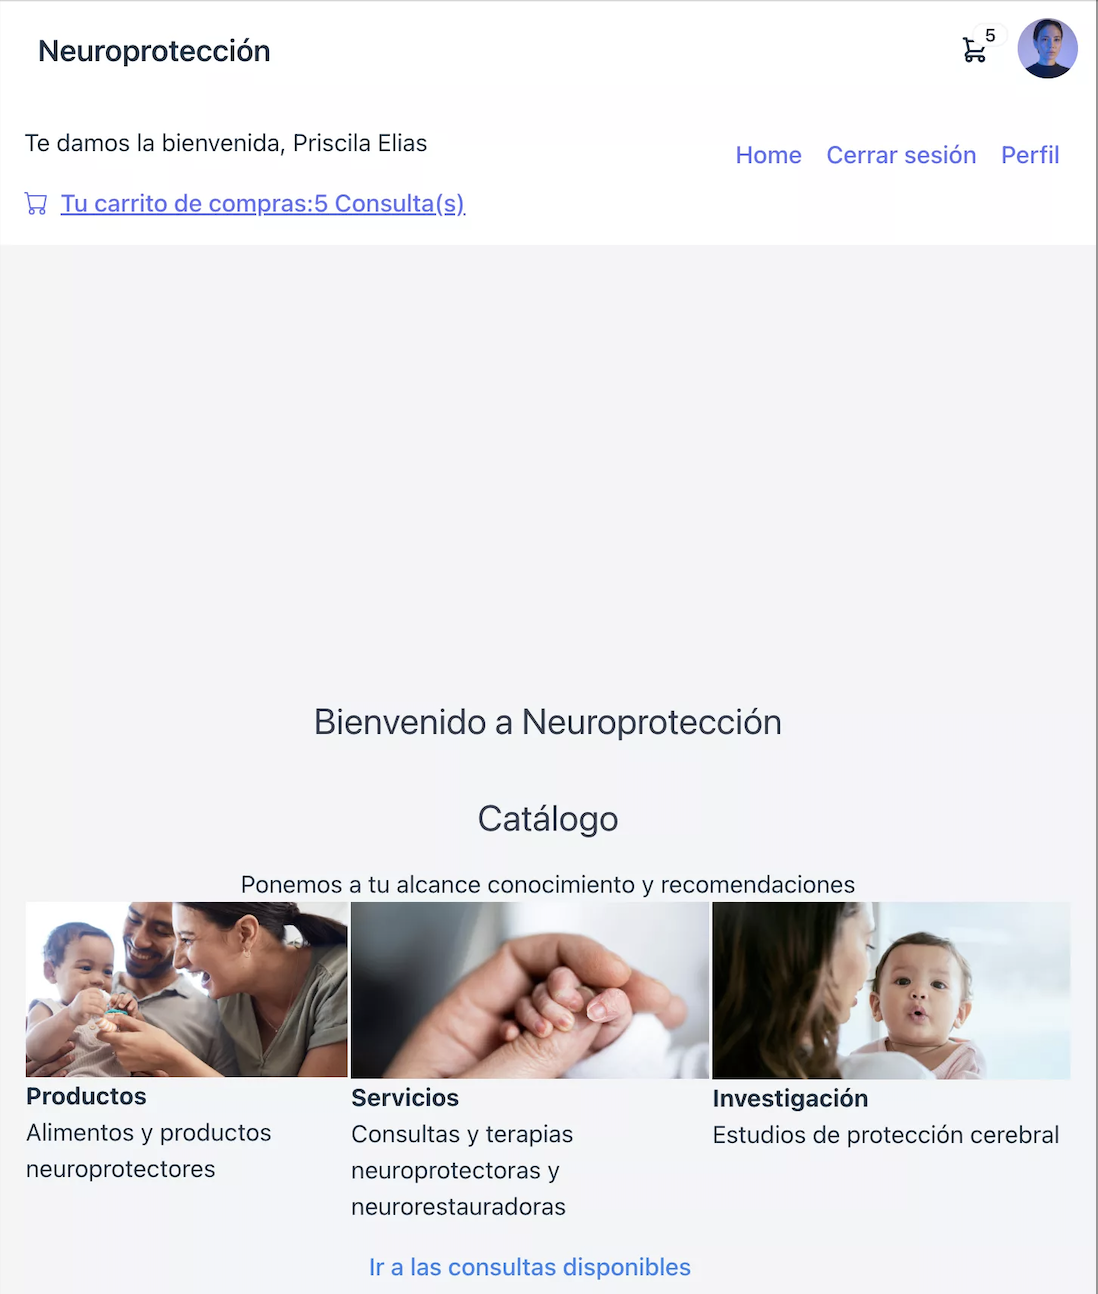 Neuroprotección
5
Te damos la bienvenida, Priscila Elias
Home Cerrar sesión Perfil
Tu carrito de compras:5 Consulta(s)
Bienvenido a Neuroprotección
Catálogo
Ponemos a tu alcance conocimiento y recomendaciones
Productos
Alimentos y productos
neuroprotectores
Servicios
Consultas y terapias
neuroprotectoras y
neurorestauradoras
Investigación
Estudios de protección cerebral
Ir a las consultas disponibles